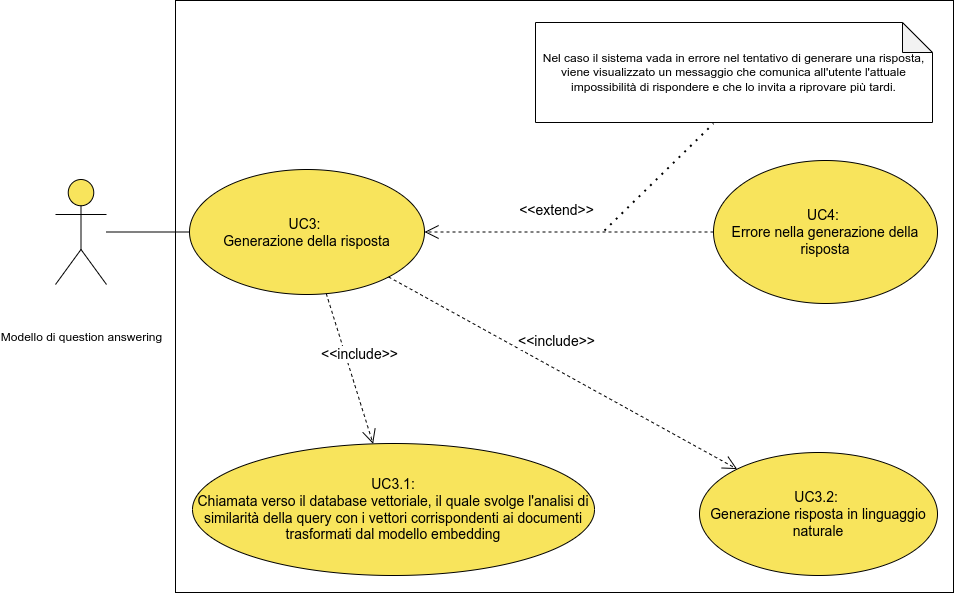 Nel caso il sistema vada in errore nel tentativo di generare una risposta,
viene visualizzato un messaggio che comunica all'utente l'attuale
impossibilità di rispondere e che lo invita a riprovare più tardi.
<<extend>>
UC3:
Generazione della risposta
UC4:
Errore nella generazione della
risposta
Modello di question answering
<<include>>
<<include>>
UC3.1:
Chiamata verso il database vettoriale, il quale svolge l'analisi di
similarità della query con i vettori corrispondenti ai documenti
trasformati dal modello embedding
UC3.2:
Generazione risposta in linguaggio
naturale